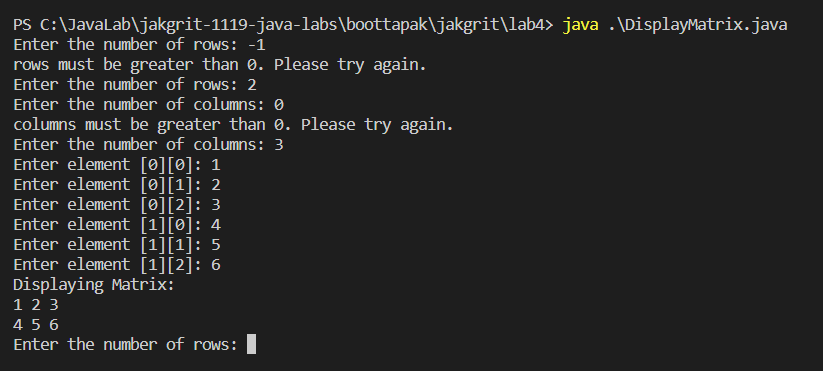 PS C:\JavaLab\jakgrit-1119-java-labs\boottapak\jakgrit\lab4> java .\DisplayMatrix.java
Enter the number of rows: -1
rows must be greater than 0. Please try again.
Enter the number of rows: 2
Enter the number of columns: 0
columns must be greater than 0. Please try again.
Enter the number of columns: 3
Enter element [0][0]: 1
Enter element [0][1]: 2
Enter element [0][2]: 3
Enter element [1][0]: 4
Enter element [1][1]: 5
Enter element [1][2]: 6
Displaying Matrix:
1 2 3
4 5 6
Enter the number of rows: